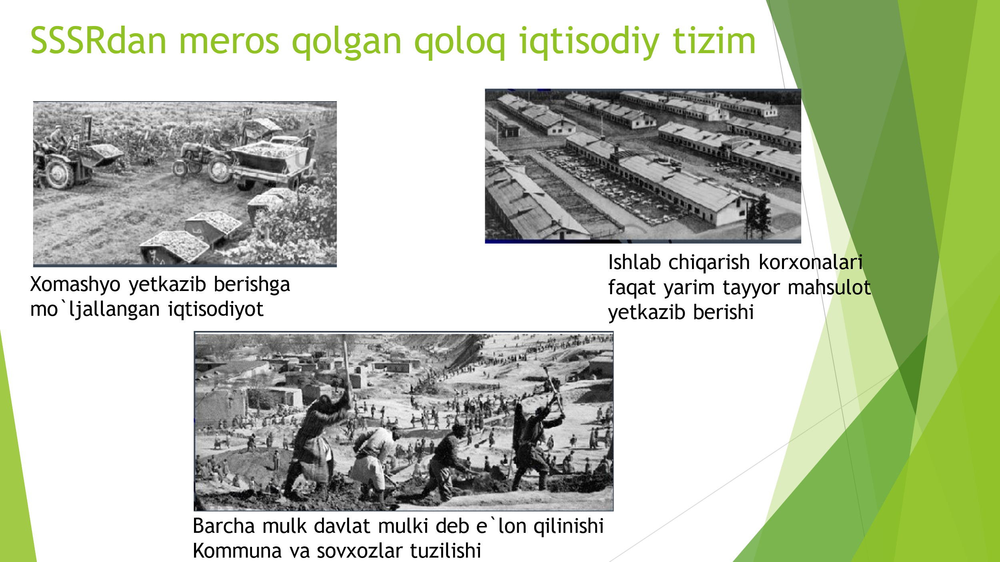 SSSRdan meros qolgan qoloq iqtisodiy tizim
Xomashyo yetkazib berishga
mo`ljallangan iqtisodiyot
Ishlab chiqarish korxonalari
faqat yarim tayyor mahsulot
yetkazib berishi
Barcha mulk davlat mulki deb e`lon qilinishi
Kommuna va sovxozlar tuzilishi